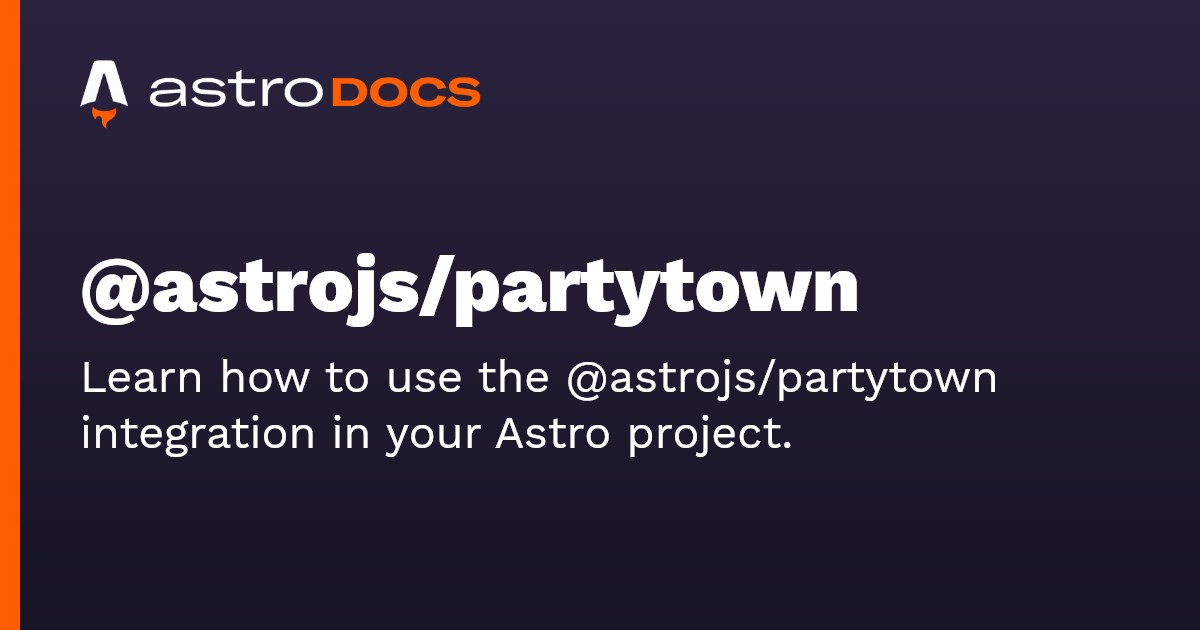 astro DOCS
@astrojs/partytown
Learn how to use the @astrojs/partytown
integration in your Astro project.